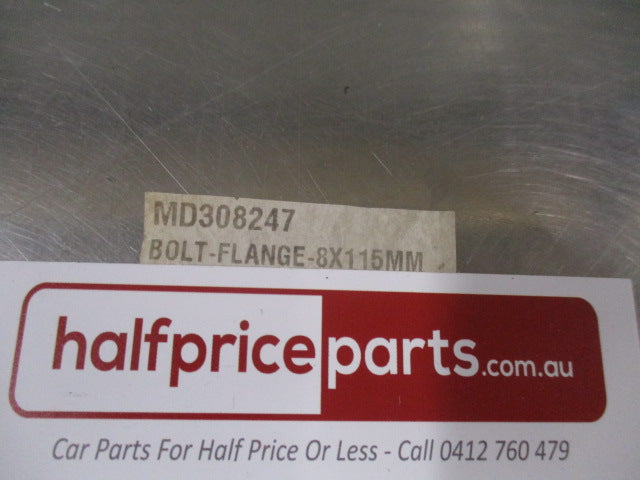 MD308247
BOLT-FLANGE-8X115MM
halfpriceparts.com.au
Car Parts For Half Price Or Less - Call 0412 760 479